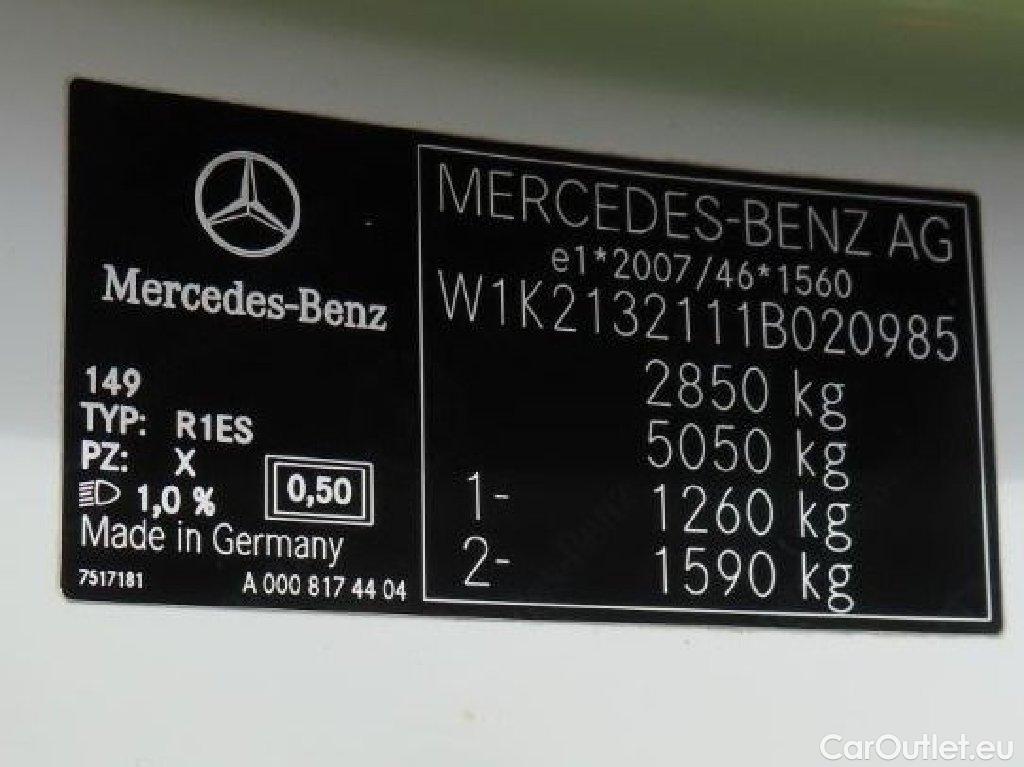 Mercedes-Benz
149
TYP: R1ES
PZ: X
1,0 %
0,50
Made in Germany
7517181 A 000 817 44 04
MERCEDES-BENZ AG
e1*2007/46*1560
W1K2132111B020985
2850 kg
5050 kg
1- 1260 kg
2- 1590 kg
CarOutlet.eu